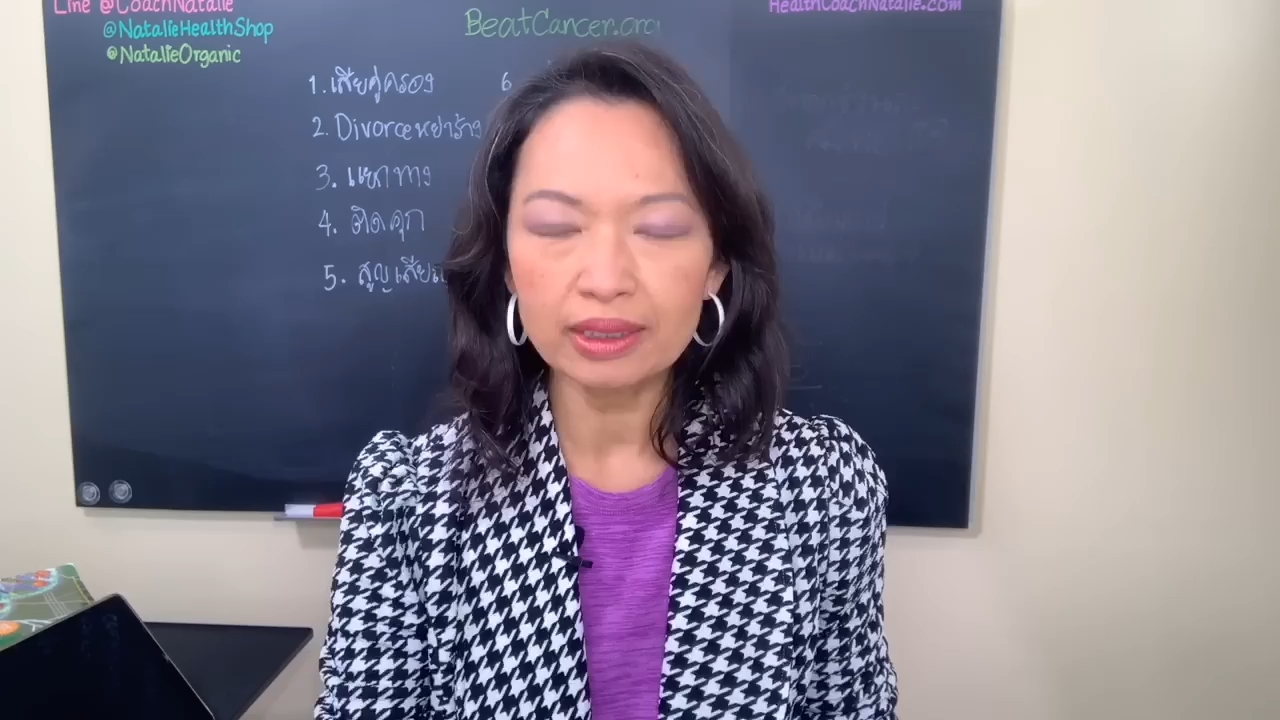 Line @CoachNatalie
@NatalieHealthShop
@NatalieOrganic
BeatCancer.org
HealthCoachNatalie.com
1. เสียคู่ครอง
2. Divorce หย่าร้าง
3. แยกทาง
4. ติดคุก
5. สูญเสีย
6